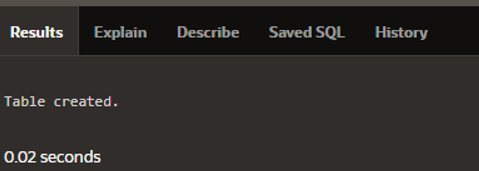 Results Explain Describe Saved SQL History
Table created.
0.02 seconds